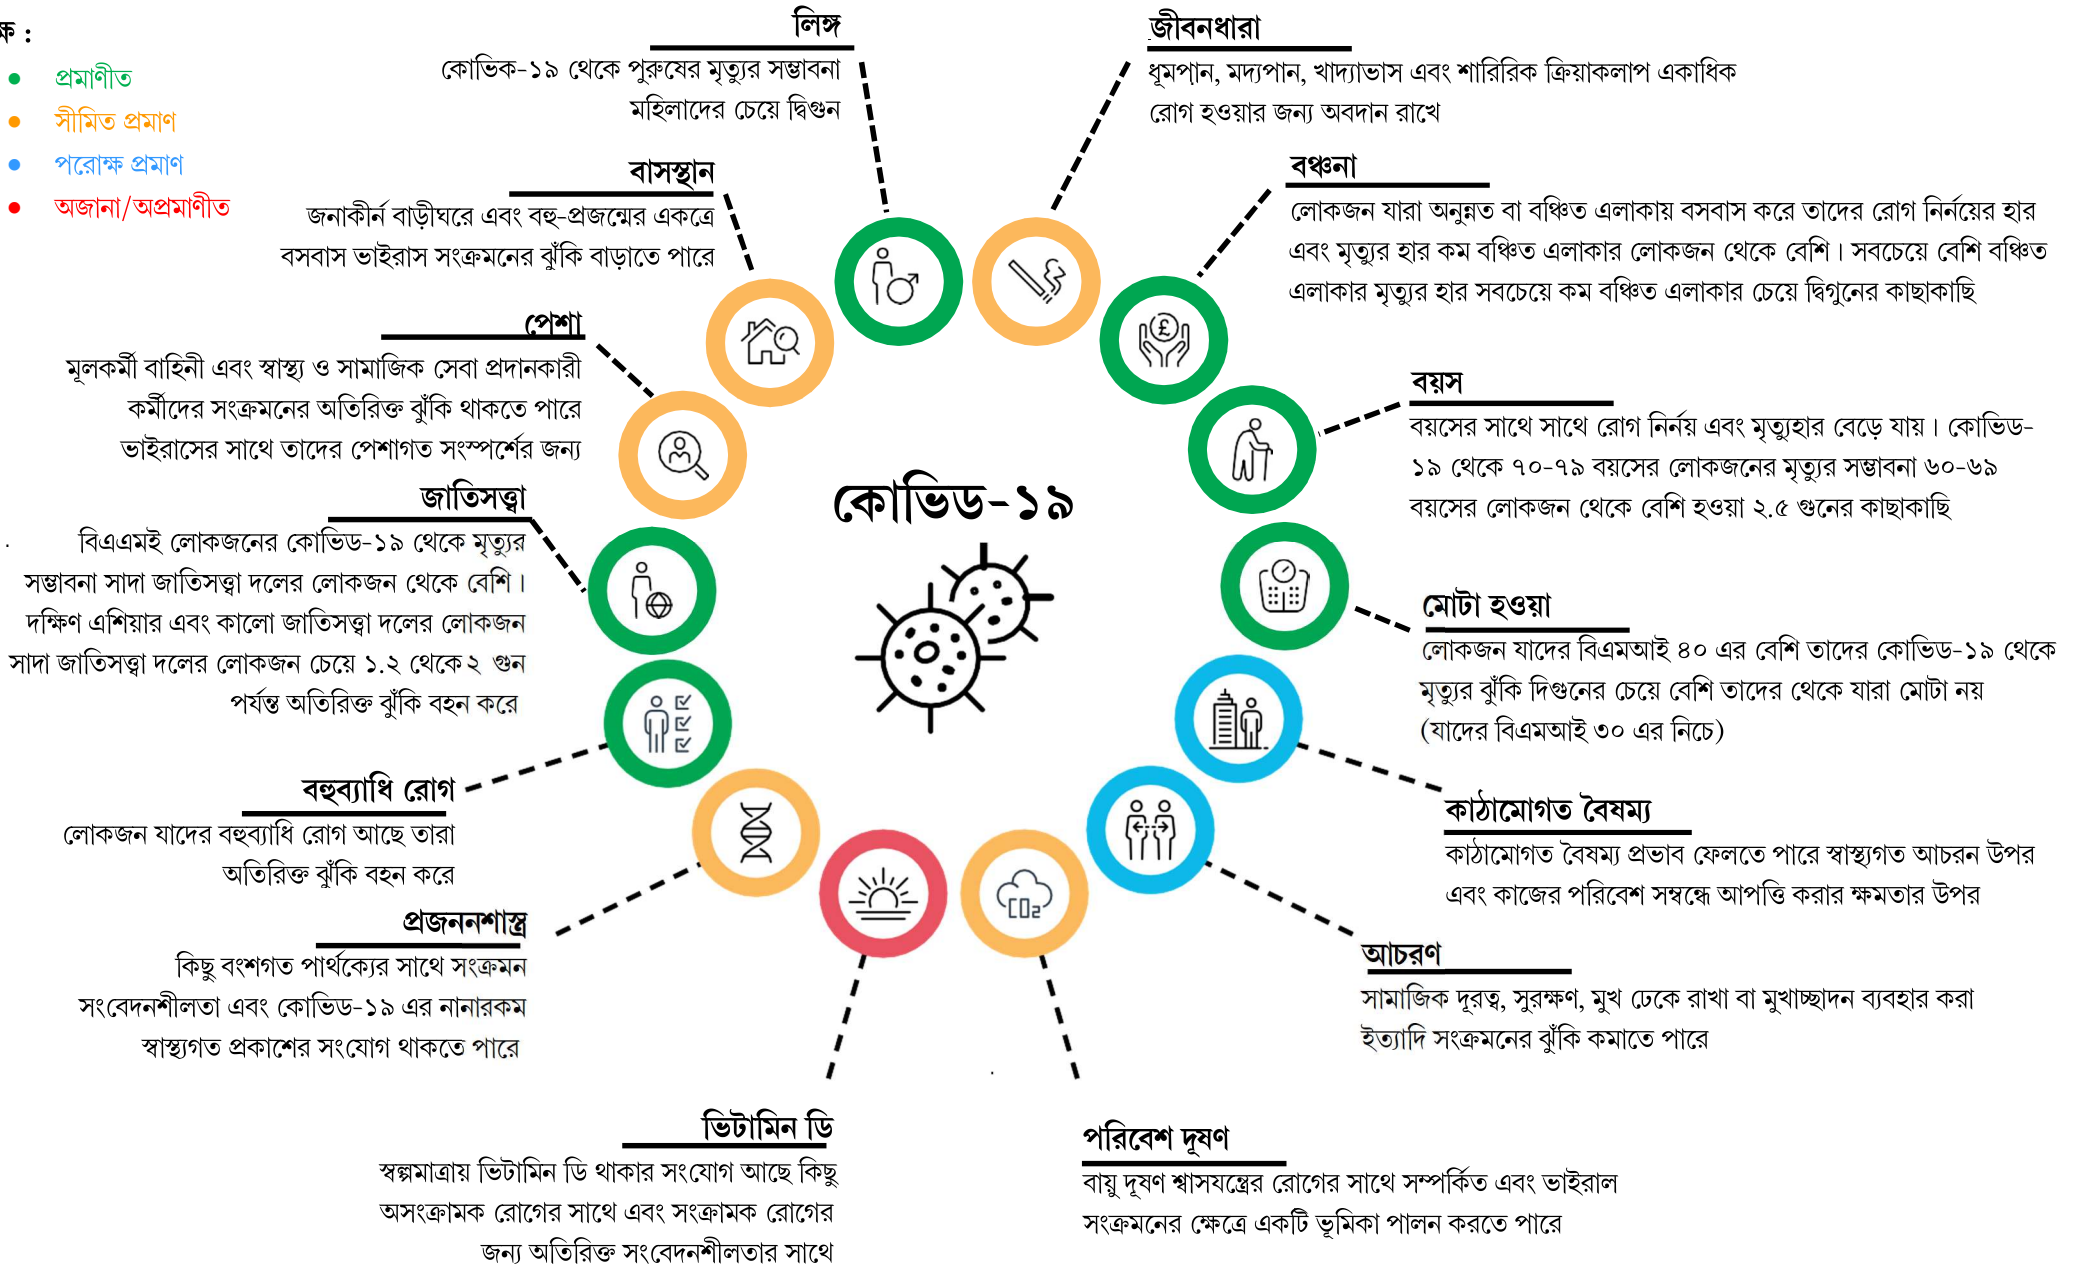 প্রমাণীত
সীমিত প্রমাণ
পরোক্ষ প্রমাণ
অজানা/অপ্রমাণীত
লিঙ্গ
কোভিক-১৯ থেকে পুরুষের মৃত্যুর সম্ভাবনা
মহিলাদের চেয়ে দ্বিগুন
বাসস্থান
জনাকীর্ন বাড়ীঘরে এবং বহু-প্রজন্মের একত্রে
বসবাস ভাইরাস সংক্রমনের ঝুঁকি বাড়াতে পারে
পেশা
মূলকর্মী বাহিনী এবং স্বাস্থ্য ও সামাজিক সেবা প্রদানকারী
কর্মীদের সংক্রমনের অতিরিক্ত ঝুঁকি থাকতে পারে
ভাইরাসের সাথে তাদের পেশাগত সংস্পর্শের জন্য
জাতিসত্ত্বা
বিএএমই লোকজনের কোভিড-১৯ থেকে মৃত্যুর
সম্ভাবনা সাদা জাতিসত্ত্বা দলের লোকজন থেকে বেশি।
দক্ষিণ এশিয়ার এবং কালো জাতিসত্ত্বা দলের লোকজন
সাদা জাতিসত্ত্বা দলের লোকজন চেয়ে ১.২ থেকে ২ গুন
পর্যন্ত অতিরিক্ত ঝুঁকি বহন করে
বহুব্যাধি রোগ
লোকজন যাদের বহুব্যাধি রোগ আছে তারা
অতিরিক্ত ঝুঁকি বহন করে
প্রজননশাস্ত্র
কিছু বংশগত পার্থক্যের সাথে সংক্রমন
সংবেদনশীলতা এবং কোভিড-১৯ এর নানারকম
স্বাস্থ্যগত প্রকাশের সংযোগ থাকতে পারে
ভিটামিন ডি
স্বল্পমাত্রায় ভিটামিন ডি থাকার সংযোগ আছে কিছু
অসংক্রামক রোগের সাথে এবং সংক্রামক রোগের
জন্য অতিরিক্ত সংবেদনশীলতার সাথে
কোভিড-১৯
£
CO2
জীবনধারা
ধূমপান, মদ্যপান, খাদ্যাভাস এবং শারিরিক ক্রিয়াকলাপ একাধিক
রোগ হওয়ার জন্য অবদান রাখে
বঞ্চনা
লোকজন যারা অনুন্নত বা বঞ্চিত এলাকায় বসবাস করে তাদের রোগ নির্নয়ের হার
এবং মৃত্যুর হার কম বঞ্চিত এলাকার লোকজন থেকে বেশি। সবচেয়ে বেশি বঞ্চিত
এলাকার মৃত্যুর হার সবচেয়ে কম বঞ্চিত এলাকার চেয়ে দ্বিগুনের কাছাকাছি
বয়স
বয়সের সাথে সাথে রোগ নির্নয় এবং মৃত্যুহার বেড়ে যায়। কোভিড-
১৯ থেকে ৭০-৭৯ বয়সের লোকজনের মৃত্যুর সম্ভাবনা ৬০-৬৯
বয়সের লোকজন থেকে বেশি হওয়া ২.৫ গুনের কাছাকাছি
মোটা হওয়া
লোকজন যাদের বিএমআই ৪০ এর বেশি তাদের কোভিড-১৯ থেকে
মৃত্যুর ঝুঁকি দিগুনের চেয়ে বেশি তাদের থেকে যারা মোটা নয়
(যাদের বিএমআই ৩০ এর নিচে)
কাঠামোগত বৈষম্য
কাঠামোগত বৈষম্য প্রভাব ফেলতে পারে স্বাস্থ্যগত আচরন উপর
এবং কাজের পরিবেশ সম্বন্ধে আপত্তি করার ক্ষমতার উপর
আচরণ
সামাজিক দূরত্ব, সুরক্ষণ, মুখ ঢেকে রাখা বা মুখাচ্ছাদন ব্যবহার করা
ইত্যাদি সংক্রমনের ঝুঁকি কমাতে পারে
পরিবেশ দূষণ
বায়ু দূষণ শ্বাসযন্ত্রের রোগের সাথে সম্পর্কিত এবং ভাইরাল
সংক্রমনের ক্ষেত্রে একটি ভূমিকা পালন করতে পারে